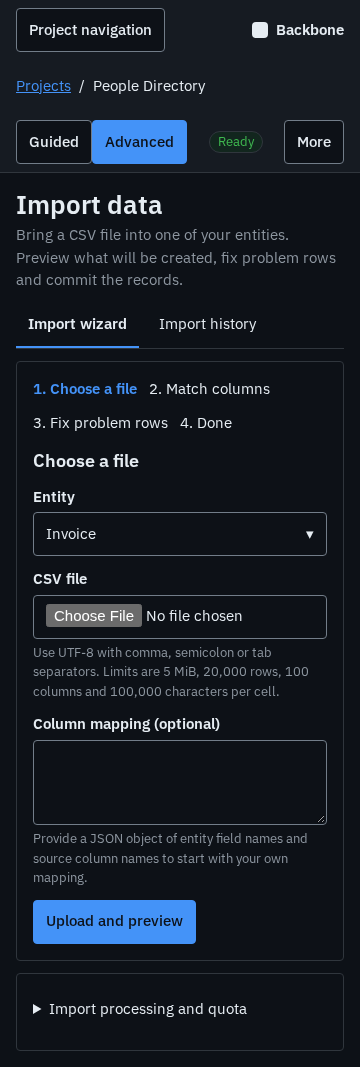 Project navigation
Backbone
Projects / People Directory
Guided
Advanced
Ready
More
Import data
Bring a CSV file into one of your entities.
Preview what will be created, fix problem rows
and commit the records.
Import wizard
Import history
1. Choose a file 2. Match columns
3. Fix problem rows 4. Done
Choose a file
Entity
Invoice
CSV file
Choose File No file chosen
Use UTF-8 with comma, semicolon or tab
separators. Limits are 5 MiB, 20,000 rows, 100
columns and 100,000 characters per cell.
Column mapping (optional)
Provide a JSON object of entity field names and
source column names to start with your own
mapping.
Upload and preview
Import processing and quota